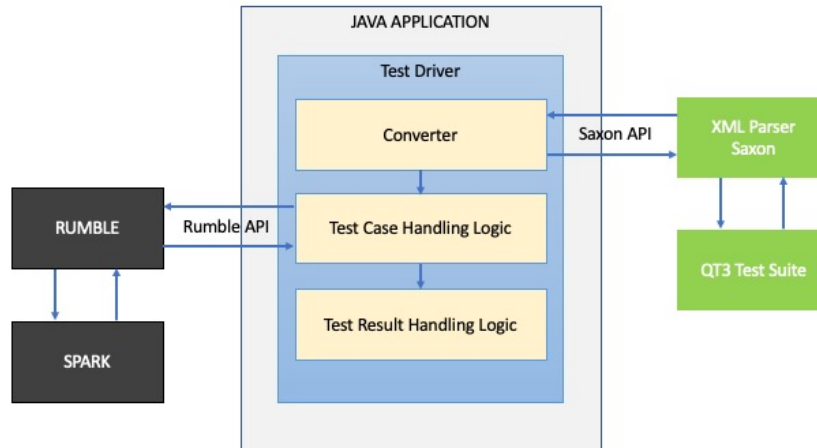 JAVA APPLICATION
Test Driver
Converter
Saxon API
XML Parser
Saxon
RUMBLE
Rumble API
Test Case Handling Logic
QT3 Test Suite
SPARK
Test Result Handling Logic